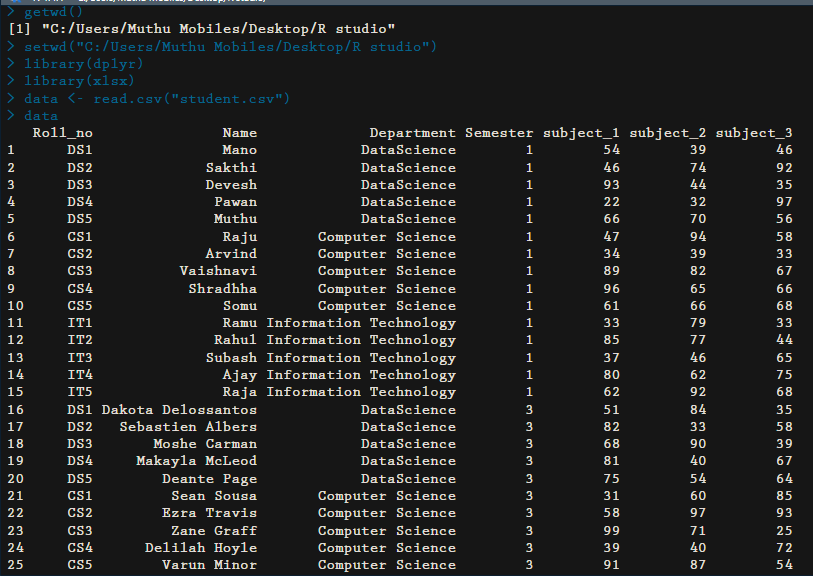 > getwd()
[1] "C:/Users/Muthu Mobiles/Desktop/R studio"
> setwd("C:/Users/Muthu Mobiles/Desktop/R studio")
> library(dplyr)
> library(xlsx)
> data <- read.csv("student.csv")
> data
Roll_no Name Department Semester subject_1 subject_2 subject_3
1 DS1 Mano DataScience 1 54 39 46
2 DS2 Sakthi DataScience 1 46 74 92
3 DS3 Devesh DataScience 1 93 44 35
4 DS4 Pawan DataScience 1 22 32 97
5 DS5 Muthu DataScience 1 66 70 56
6 CS1 Raju Computer Science 1 47 94 58
7 CS2 Arvind Computer Science 1 34 39 33
8 CS3 Vaishnavi Computer Science 1 89 82 67
9 CS4 Shradhha Computer Science 1 96 65 66
10 CS5 Somu Computer Science 1 61 66 68
11 IT1 Ramu Information Technology 1 33 79 33
12 IT2 Rahul Information Technology 1 85 77 44
13 IT3 Subash Information Technology 1 37 46 65
14 IT4 Ajay Information Technology 1 80 62 75
15 IT5 Raja Information Technology 1 62 92 68
16 DS1 Dakota Delossantos DataScience 3 51 84 35
17 DS2 Sebastien Albers DataScience 3 82 33 58
18 DS3 Moshe Carman DataScience 3 68 90 39
19 DS4 Makayla McLeod DataScience 3 81 40 67
20 DS5 Deante Page DataScience 3 75 54 64
21 CS1 Sean Sousa Computer Science 3 31 60 85
22 CS2 Ezra Travis Computer Science 3 58 97 93
23 CS3 Zane Graff Computer Science 3 99 71 25
24 CS4 Delilah Hoyle Computer Science 3 39 40 72
25 CS5 Varun Minor Computer Science 3 91 87 54